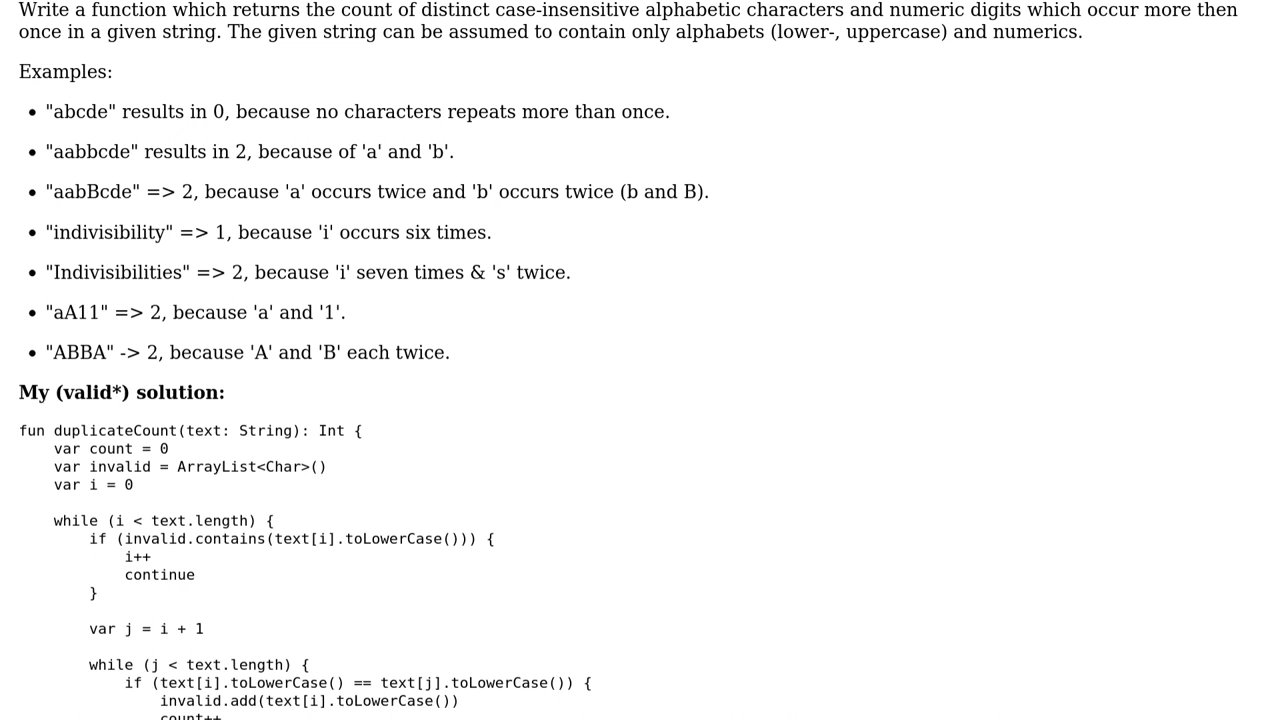 Write a function which returns the count of distinct case-insensitive alphabetic characters and numeric digits which occur more then
once in a given string. The given string can be assumed to contain only alphabets (lower-, uppercase) and numerics.
Examples:
• "abcde" results in 0, because no characters repeats more than once.
• "aabbcde" results in 2, because of 'a' and 'b'.
• "aabBcde" => 2, because 'a' occurs twice and 'b' occurs twice (b and B).
• "indivisibility" => 1, because 'i' occurs six times.
• "Indivisibilities" => 2, because 'i' seven times & 's' twice.
• "aA11" => 2, because 'a' and '1'.
• "ABBA" -> 2, because 'A' and 'B' each twice.
My (valid*) solution:
fun duplicateCount(text: String): Int {
    var count = 0
    var invalid = ArrayList<Char>()
    var i = 0
    while (i < text.length) {
        if (invalid.contains(text[i].toLowerCase())) {
            i++
            continue
        }
        var j = i + 1
        while (j < text.length) {
            if (text[i].toLowerCase() == text[j].toLowerCase()) {
                invalid.add(text[i].toLowerCase())
                count++